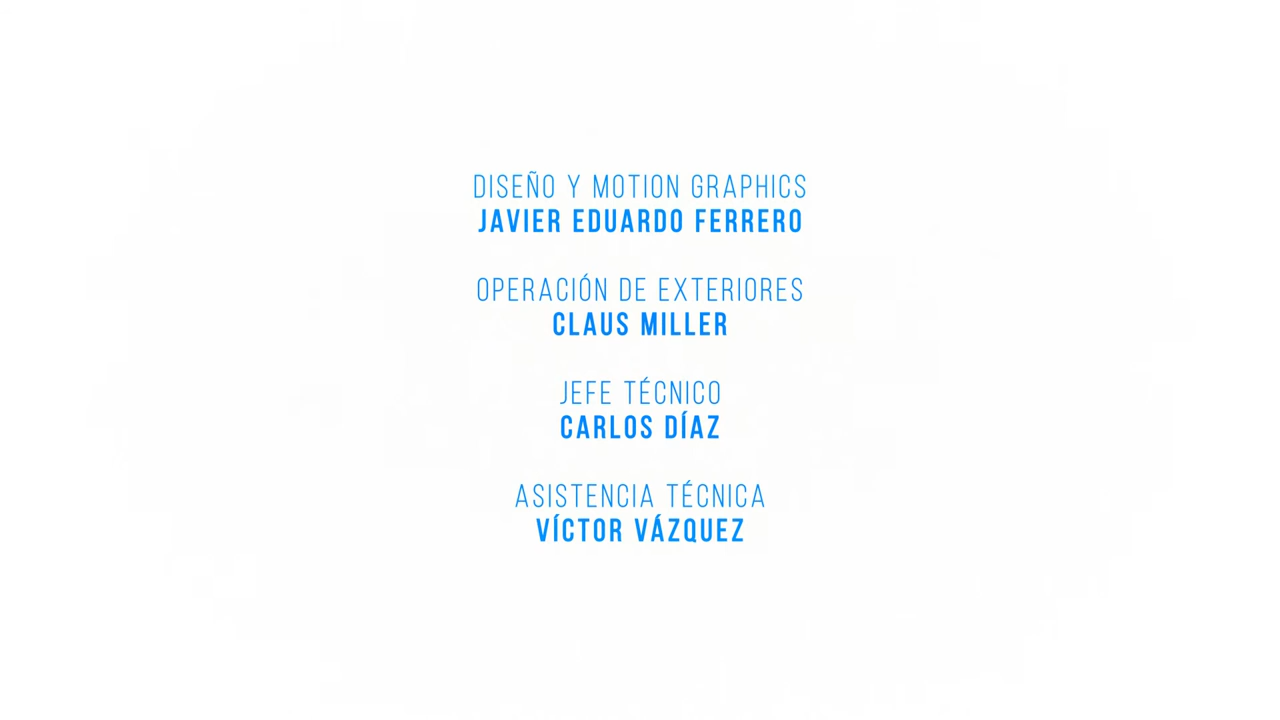 DISEÑO Y MOTION GRAPHICS
JAVIER EDUARDO FERRERO
OPERACIÓN DE EXTERIORES
CLAUS MILLER
JEFE TÉCNICO
CARLOS DÍAZ
ASISTENCIA TÉCNICA
VÍCTOR VÁZQUEZ